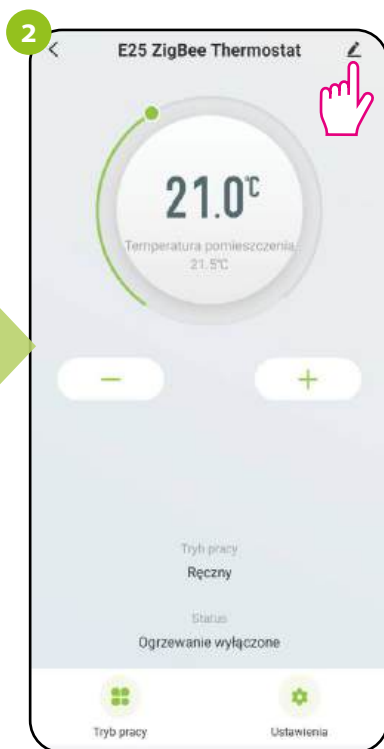 2
E25 ZigBee Thermostat
21.0°C
Temperatura pomieszczenia
21.5°C
Tryb pracy
Ręczny
Status
Ogrzewanie wyłączone
Tryb pracy
Ustawienia